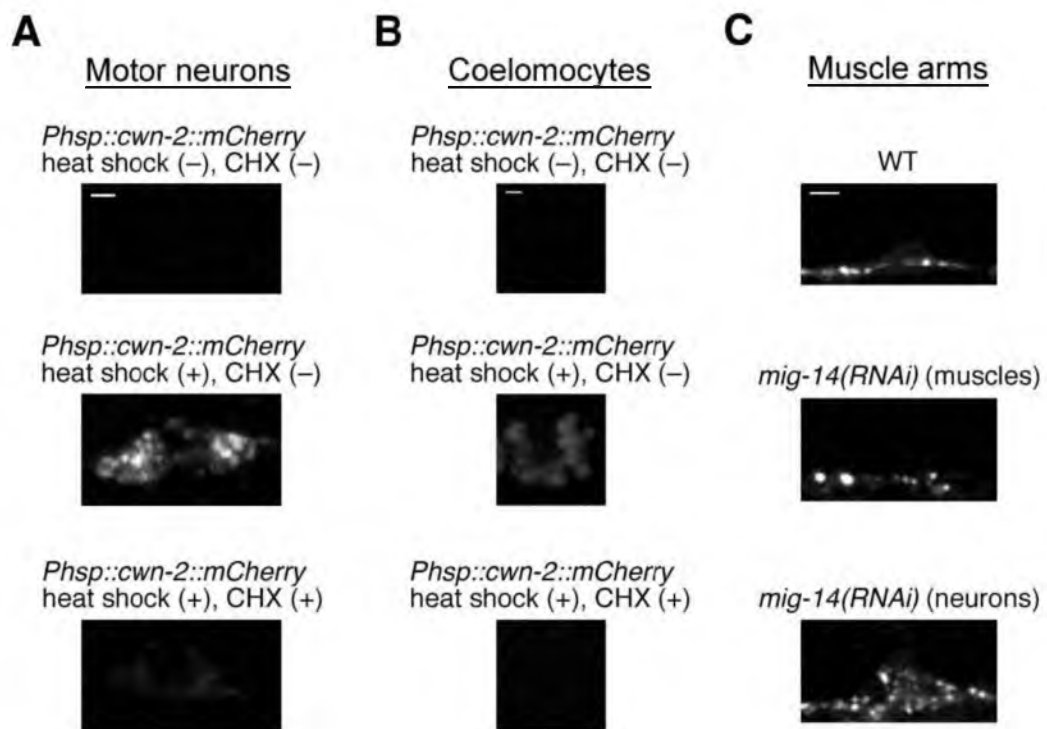 A
Motor neurons
Phsp::cwn-2::mCherry
heat shock (–), CHX (–)
Phsp::cwn-2::mCherry
heat shock (+), CHX (–)
Phsp::cwn-2::mCherry
heat shock (+), CHX (+)
B
Coelomocytes
Phsp::cwn-2::mCherry
heat shock (–), CHX (–)
Phsp::cwn-2::mCherry
heat shock (+), CHX (–)
Phsp::cwn-2::mCherry
heat shock (+), CHX (+)
C
Muscle arms
WT
mig-14(RNAi) (muscles)
mig-14(RNAi) (neurons)